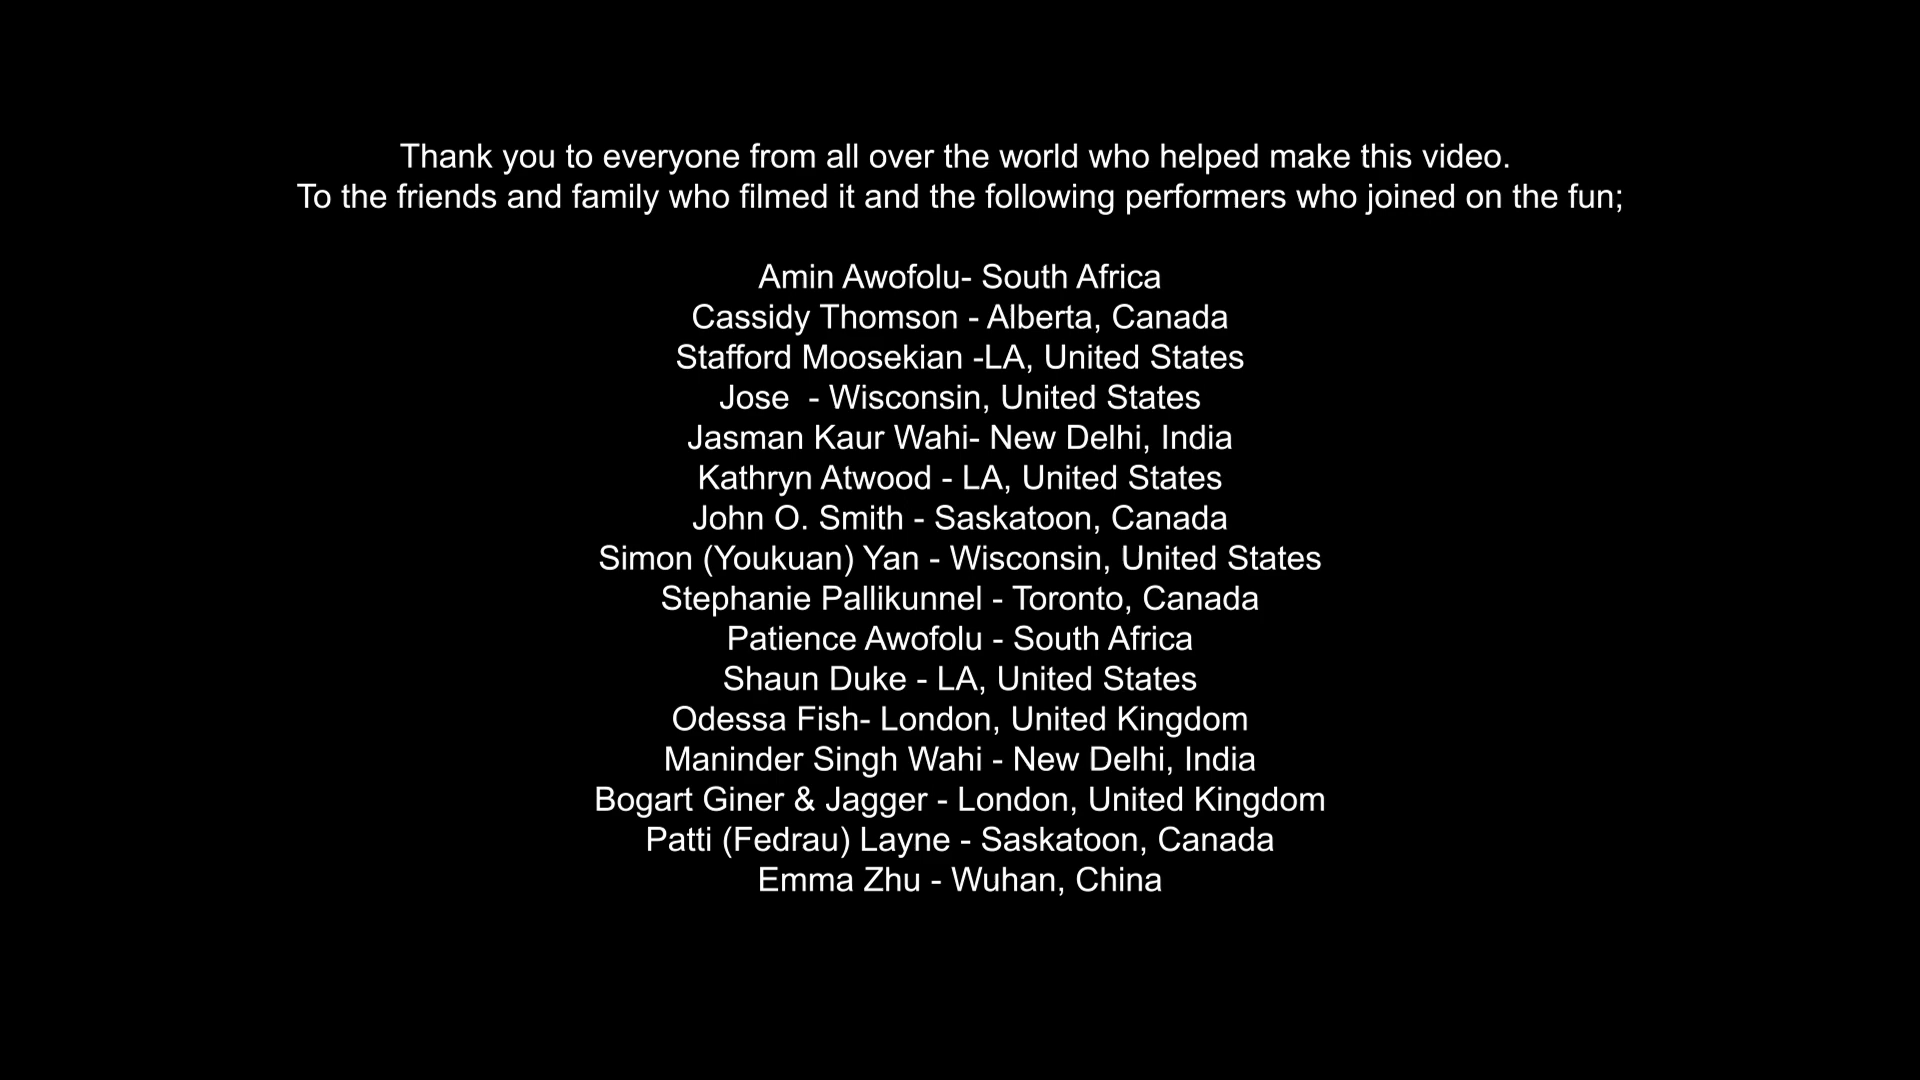 Thank you to everyone from all over the world who helped make this video.
To the friends and family who filmed it and the following performers who joined on the fun;
Amin Awofolu- South Africa
Cassidy Thomson - Alberta, Canada
Stafford Moosekian -LA, United States
Jose  - Wisconsin, United States
Jasman Kaur Wahi- New Delhi, India
Kathryn Atwood - LA, United States
John O. Smith - Saskatoon, Canada
Simon (Youkuan) Yan - Wisconsin, United States
Stephanie Pallikunnel - Toronto, Canada
Patience Awofolu - South Africa
Shaun Duke - LA, United States
Odessa Fish- London, United Kingdom
Maninder Singh Wahi - New Delhi, India
Bogart Giner & Jagger - London, United Kingdom
Patti (Fedrau) Layne - Saskatoon, Canada
Emma Zhu - Wuhan, China